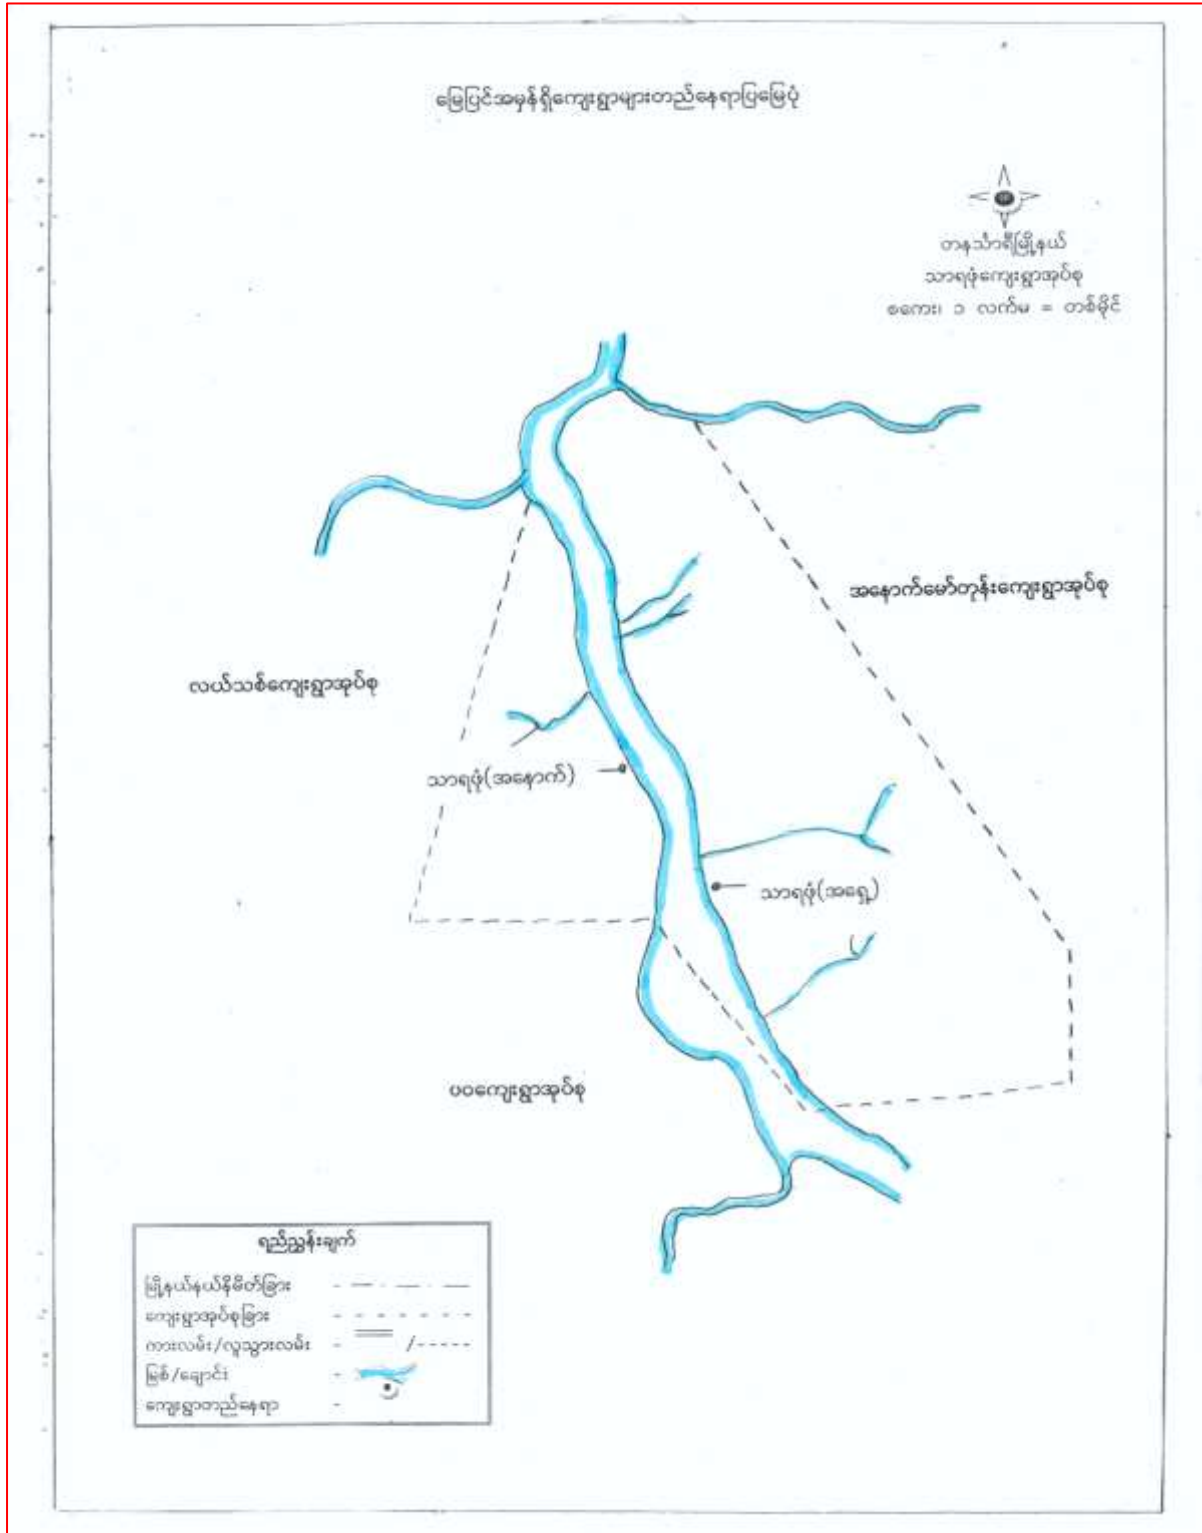 မြေပြင်အမှန်ရှိကျေးရွာများတည်နေရာပြမြေပုံ
တနင်္သာရီမြို့နယ်
သာရဖုံကျေးရွာအုပ်စု
စကေး၊ ၁ လက်မ = တစ်မိုင်
အနောက်မော်တုန်းကျေးရွာအုပ်စု
လယ်သစ်ကျေးရွာအုပ်စု
သာရဖုံ(အနောက်)
သာရဖုံ(အရှေ့)
ပဝကျေးရွာအုပ်စု
ရည်ညွှန်းချက်
မြို့နယ်နယ်နိမိတ်ခြား
ကျေးရွာအုပ်စုခြား
ကားလမ်း/လူသွားလမ်း
မြစ်/ချောင်း
ကျေးရွာတည်နေရာ